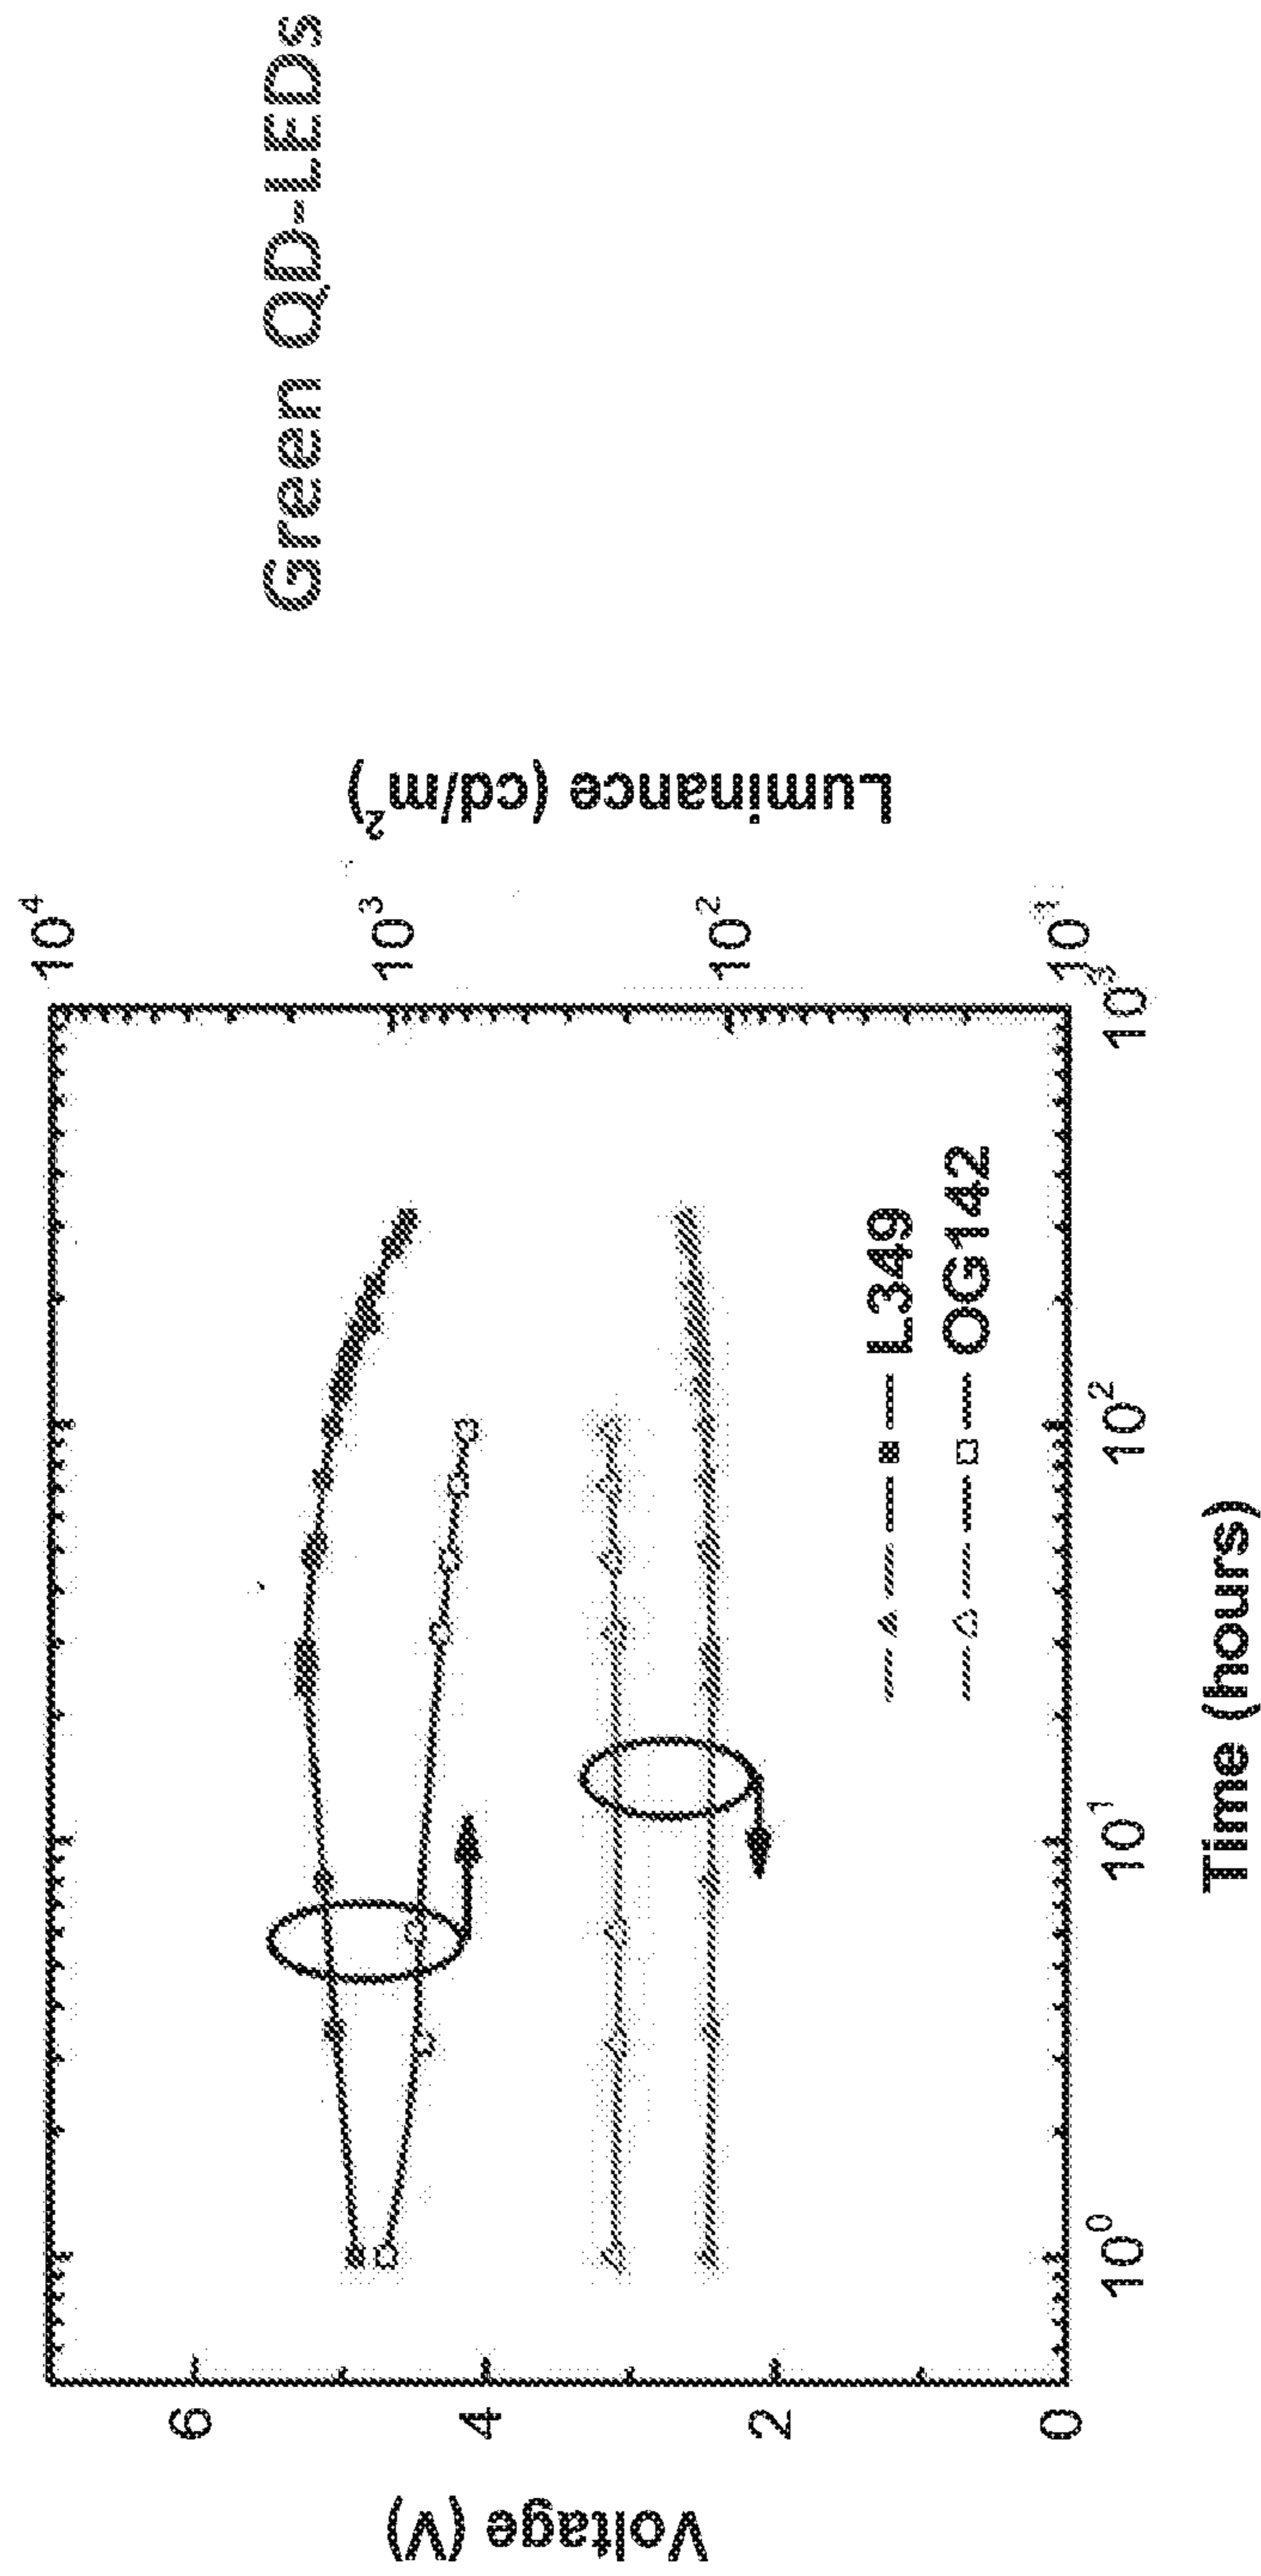 Green QD-LEDs
Voltage (V)
6
4
2
0
10⁰
10¹
10²
10³
Time (hours)
10⁴
10³
10²
10¹
Luminance (cd/m²)
L349
OG142